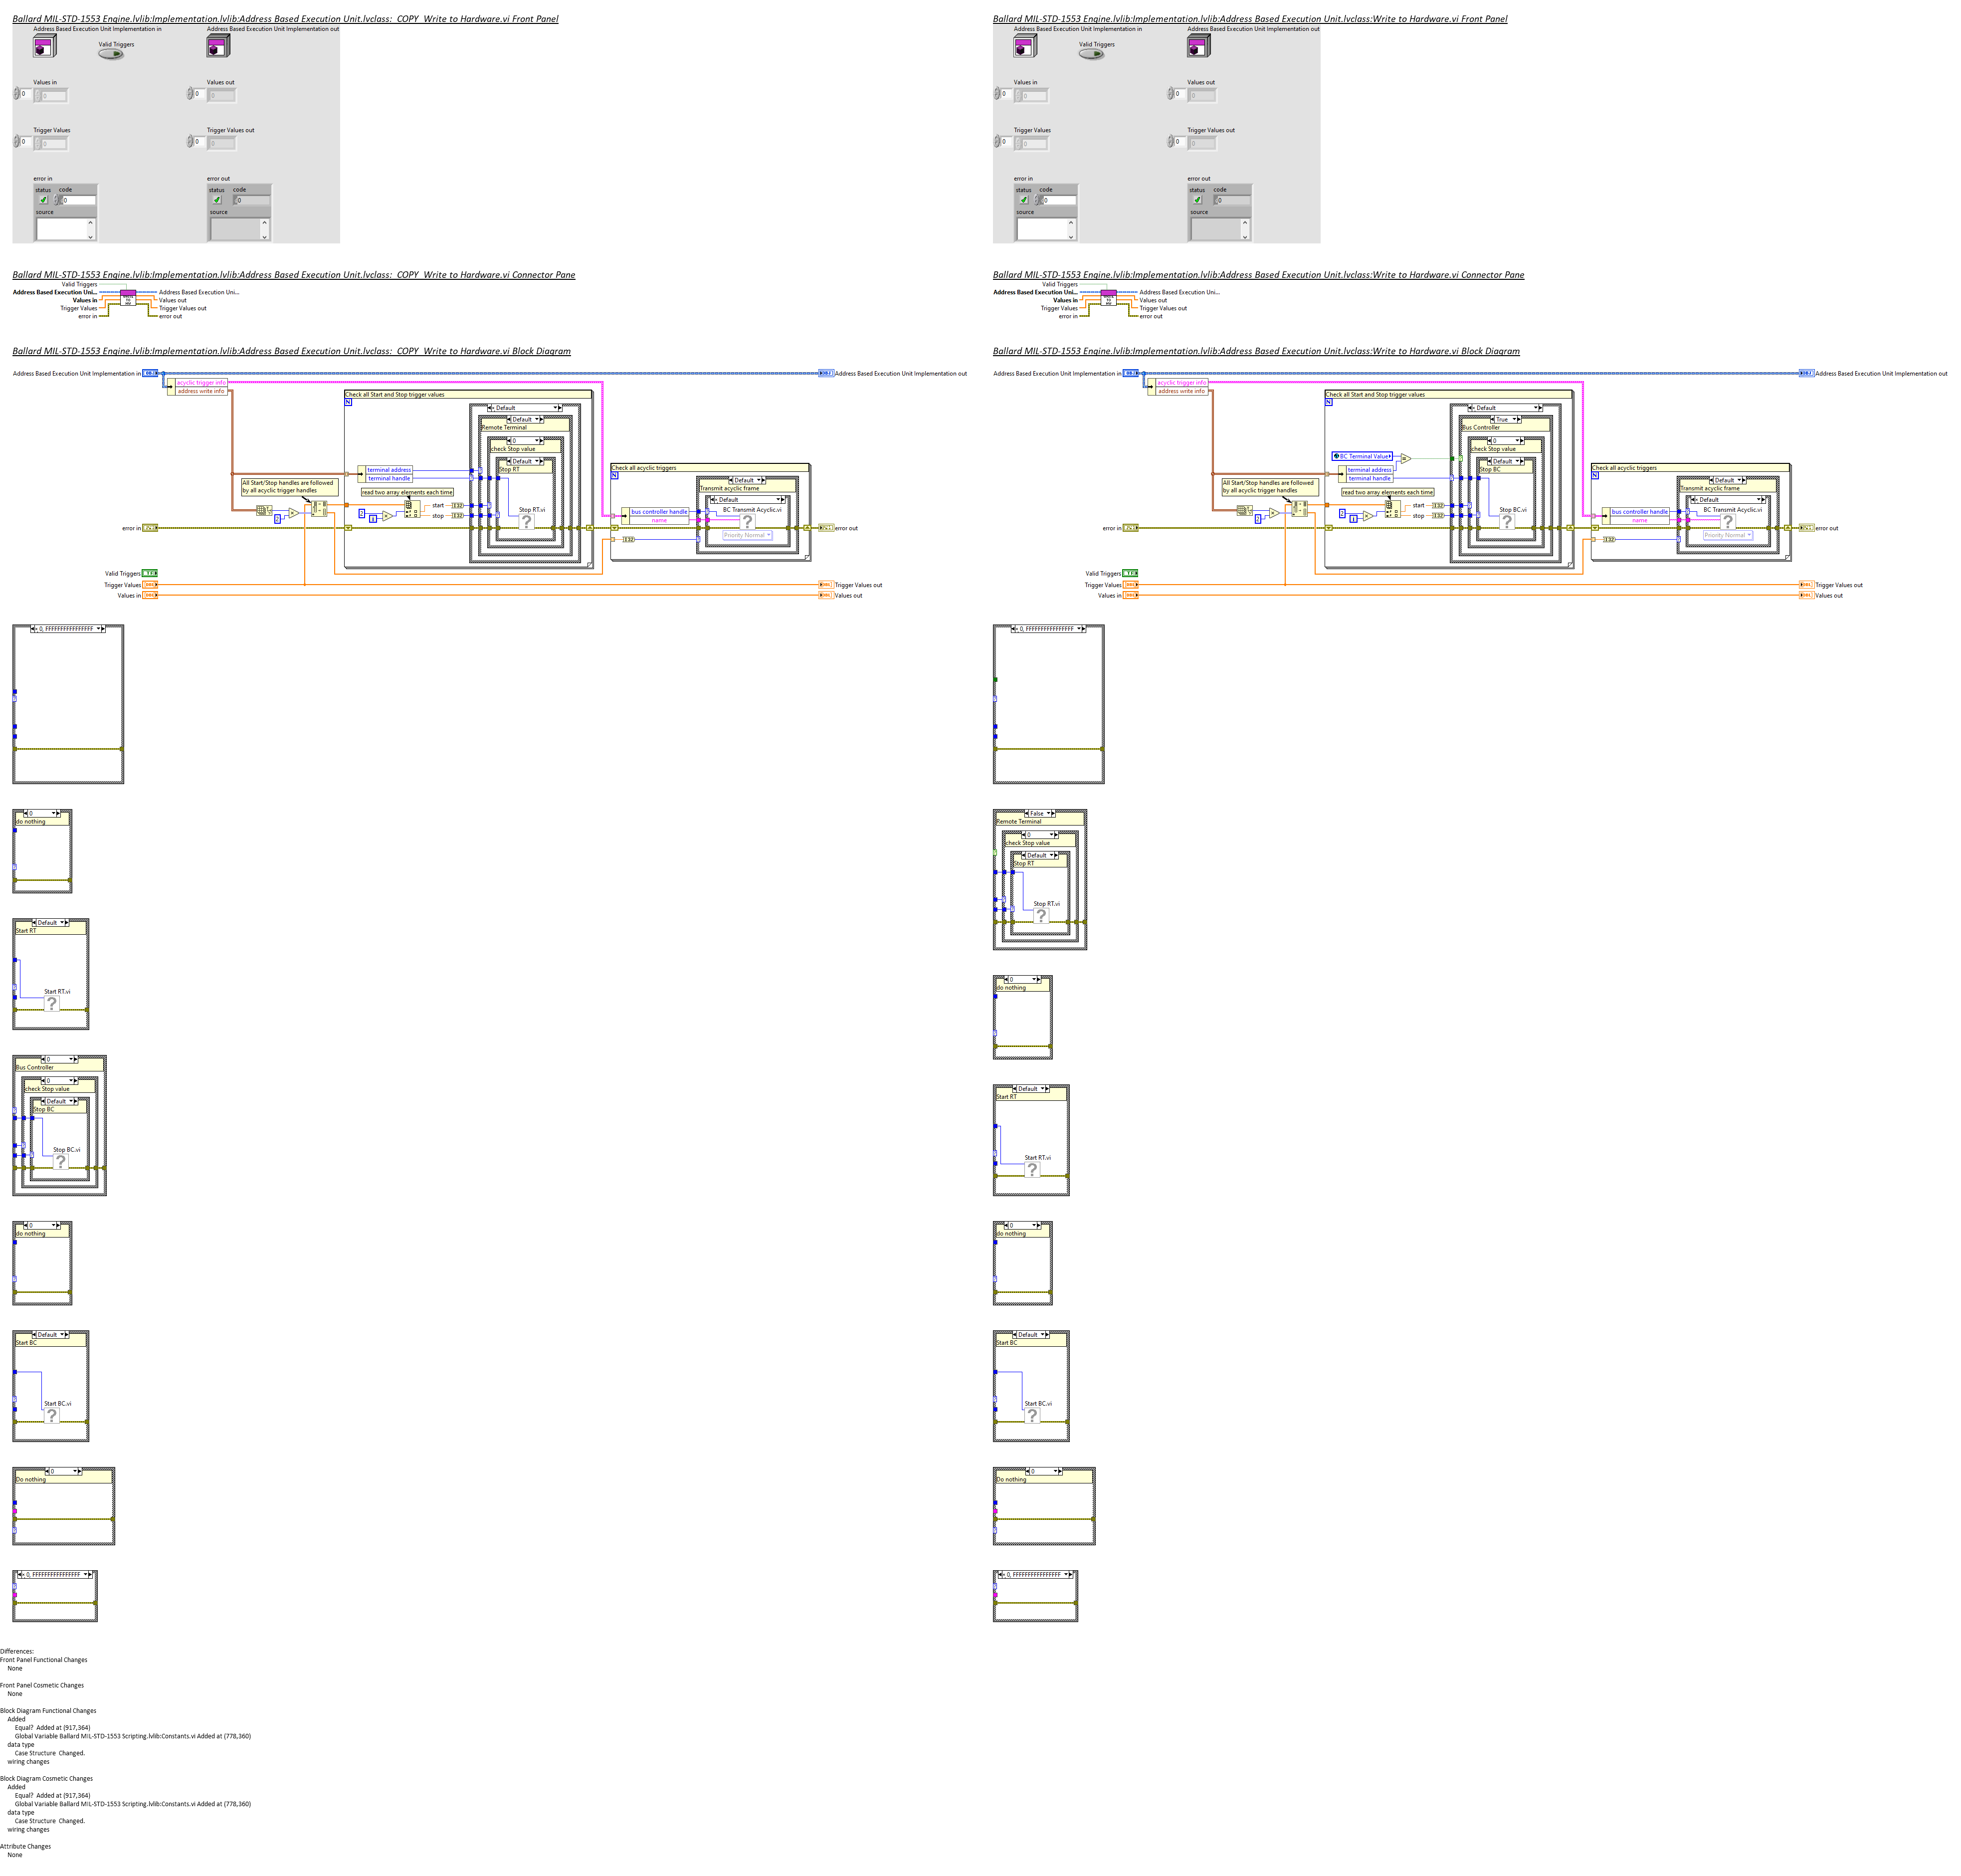 Ballard MIL-STD-1553 Engine.lvlib:Implementation.lvlib:Address Based Execution Unit.lvclass:_COPY_Write to Hardware.vi Front Panel
Address Based Execution Unit Implementation in
Address Based Execution Unit Implementation out
Valid Triggers
Values in
Values out
0
0
0
0
Trigger Values
Trigger Values out
0
0
0
0
error in
error out
status code
status code
0
0
source
source
Ballard MIL-STD-1553 Engine.lvlib:Implementation.lvlib:Address Based Execution Unit.lvclass:_COPY_Write to Hardware.vi Connector Pane
Valid Triggers
Address Based Execution Uni...
Address Based Execution Uni...
Values in
Values out
Trigger Values
Trigger Values out
error in
error out
Ballard MIL-STD-1553 Engine.lvlib:Implementation.lvlib:Address Based Execution Unit.lvclass:_COPY_Write to Hardware.vi Block Diagram
Address Based Execution Unit Implementation in
Address Based Execution Unit Implementation out
acyclic trigger info
address write info
Check all Start and Stop trigger values
N
Default
Default
Remote Terminal
0
check Stop value
Default
Stop RT
terminal address
terminal handle
All Start/Stop handles are followed
by all acyclic trigger handles
read two array elements each time
start
stop
I32
I32
2
2
1
Stop RT.vi
Check all acyclic triggers
N
Default
Transmit acyclic frame
Default
bus controller handle
name
BC Transmit Acyclic.vi
Priority Normal
I32
error in
error out
Valid Triggers
Trigger Values
Trigger Values out
Values in
Values out
0, FFFFFFFFFFFFFFFF
0
do nothing
Default
Start RT
Start RT.vi
0
Bus Controller
0
check Stop value
Default
Stop BC
Stop BC.vi
0
do nothing
Default
Start BC
Start BC.vi
0
Do nothing
0, FFFFFFFFFFFFFFFF
Differences:
Front Panel Functional Changes
None
Front Panel Cosmetic Changes
None
Block Diagram Functional Changes
Added
Equal? Added at (917,364)
Global Variable Ballard MIL-STD-1553 Scripting.lvlib:Constants.vi Added at (778,360)
data type
Case Structure Changed.
wiring changes
Block Diagram Cosmetic Changes
Added
Equal? Added at (917,364)
Global Variable Ballard MIL-STD-1553 Scripting.lvlib:Constants.vi Added at (778,360)
data type
Case Structure Changed.
wiring changes
Attribute Changes
None
Ballard MIL-STD-1553 Engine.lvlib:Implementation.lvlib:Address Based Execution Unit.lvclass:Write to Hardware.vi Front Panel
Address Based Execution Unit Implementation in
Address Based Execution Unit Implementation out
Valid Triggers
Values in
Values out
0
0
0
0
Trigger Values
Trigger Values out
0
0
0
0
error in
error out
status code
status code
0
0
source
source
Ballard MIL-STD-1553 Engine.lvlib:Implementation.lvlib:Address Based Execution Unit.lvclass:Write to Hardware.vi Connector Pane
Valid Triggers
Address Based Execution Uni...
Address Based Execution Uni...
Values in
Values out
Trigger Values
Trigger Values out
error in
error out
Ballard MIL-STD-1553 Engine.lvlib:Implementation.lvlib:Address Based Execution Unit.lvclass:Write to Hardware.vi Block Diagram
Address Based Execution Unit Implementation in
Address Based Execution Unit Implementation out
acyclic trigger info
address write info
Check all Start and Stop trigger values
N
Default
True
Bus Controller
0
check Stop value
Default
Stop BC
BC Terminal Value
terminal address
terminal handle
All Start/Stop handles are followed
by all acyclic trigger handles
read two array elements each time
start
stop
I32
I32
2
2
1
Stop BC.vi
Check all acyclic triggers
N
Default
Transmit acyclic frame
Default
bus controller handle
name
BC Transmit Acyclic.vi
Priority Normal
I32
error in
error out
Valid Triggers
Trigger Values
Trigger Values out
Values in
Values out
0, FFFFFFFFFFFFFFFF
False
Remote Terminal
0
check Stop value
Default
Stop RT
Stop RT.vi
0
do nothing
Default
Start RT
Start RT.vi
0
do nothing
Default
Start BC
Start BC.vi
0
Do nothing
0, FFFFFFFFFFFFFFFF